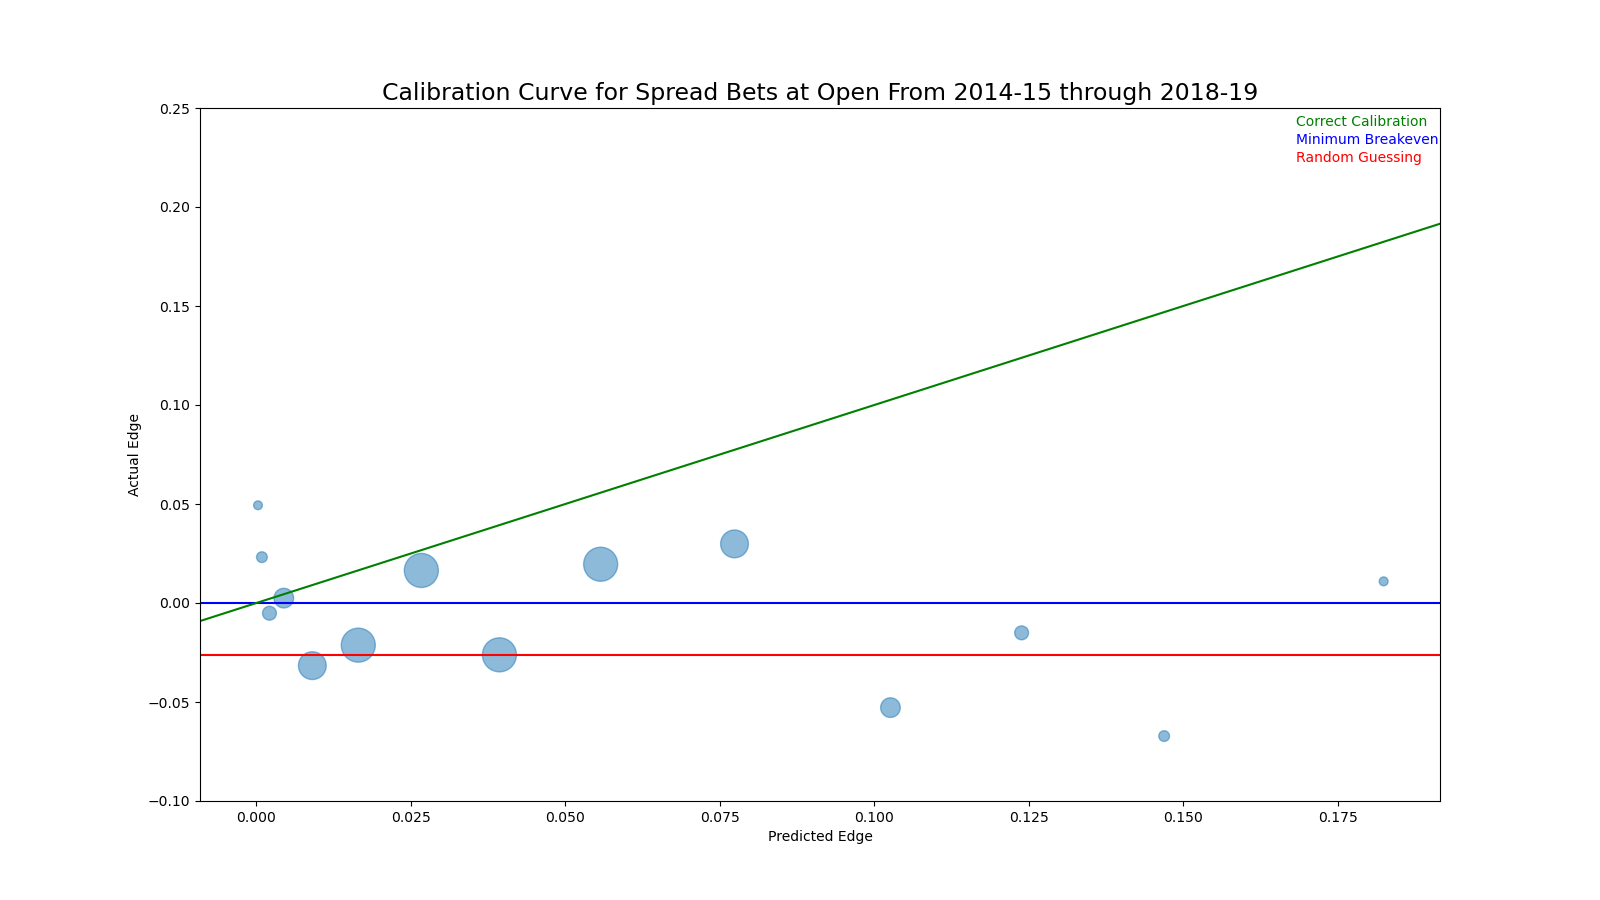 Calibration Curve for Spread Bets at Open From 2014-15 through 2018-19
Correct Calibration
Minimum Breakeven
Random Guessing
0.25
0.20
0.15
0.10
0.05
0.00
−0.05
−0.10
Actual Edge
0.000 0.025 0.050 0.075 0.100 0.125 0.150 0.175
Predicted Edge